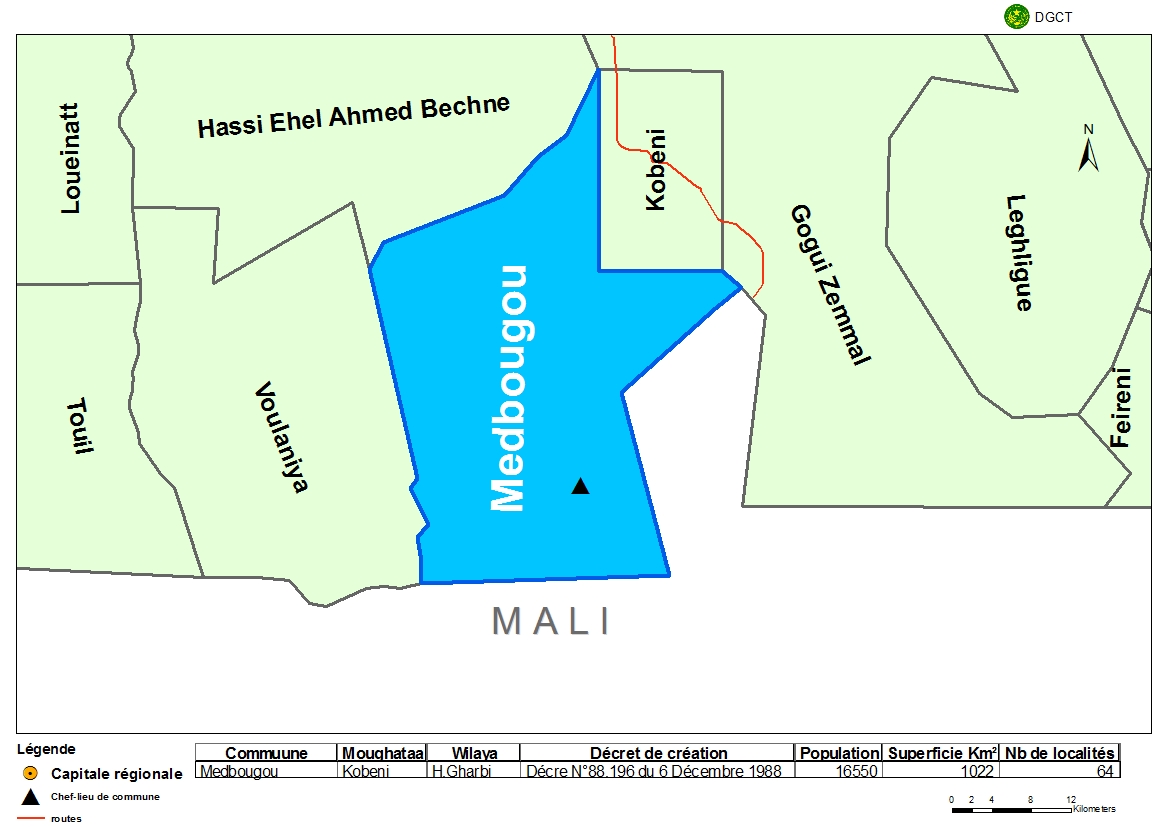 DGCT
Hassi Ehel Ahmed Bechne
Loueinatt
Kobeni
N
Gogui Zemmal
Leghligue
Medbougou
Voulaniya
Touil
Feireni
MALI
Légende
Capitale régionale
Chef-lieu de commune
routes
Commuune Moughataa Wilaya Décret de création Population Superficie Km² Nb de localités
Medbougou Kobeni H.Gharbi Décre N°88.196 du 6 Décembre 1988 16550 1022 64
0 2 4 8 12
Kilometers